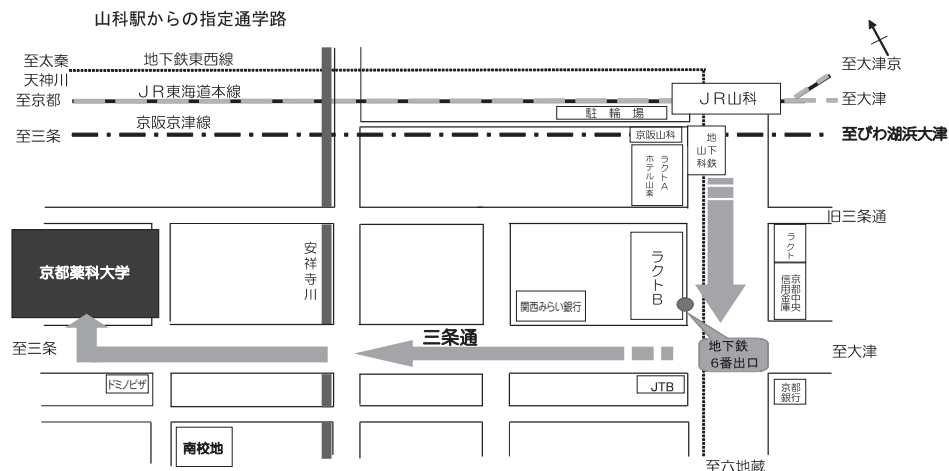 山科駅からの指定通学路
至太秦
天神川
地下鉄東西線
至大津京
至京都
JR東海道本線
JR山科
至大津
駐輪場
至三条
京阪京津線
京阪山科
地下鉄
山科
至びわ湖浜大津
ラクトA
ホテル山楽
旧三条通
京都薬科大学
安祥寺川
ラクトB
ラクト
京都中央
信用金庫
関西みらい銀行
三条通
至三条
地下鉄
6番出口
至大津
ドミノピザ
JTB
京都
銀行
南校地
至六地蔵